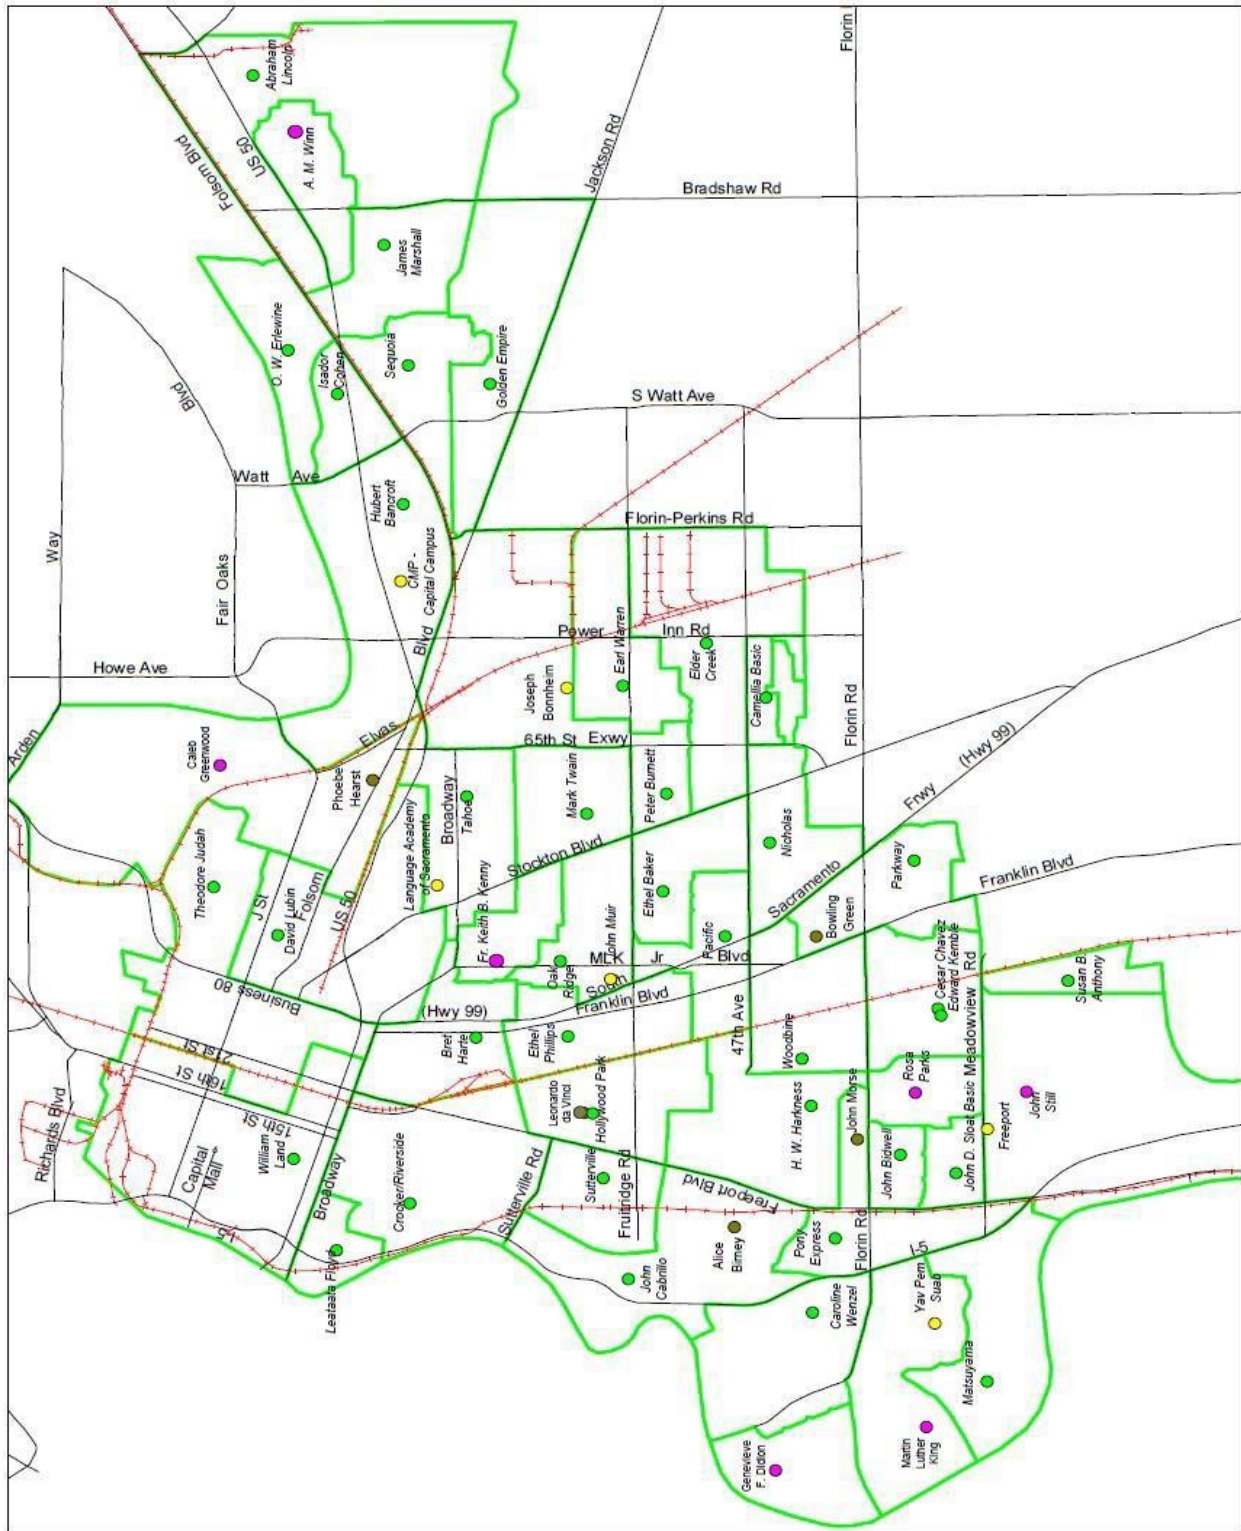 Florin
Abraham
Lincoln
US 50
A. M. Winn
Folsom Blvd
Jackson Rd
Bradshaw Rd
James
Marshall
Blvd
O. W. Erlewine
Isador
Cohen
Sequoia
Golden Empire
S Watt Ave
Watt Ave
Hubert
Bancroft
Way
Fair Oaks
CMP -
Capital Campus
Florin-Perkins Rd
Blvd
Howe Ave
Power Inn Rd
Earl Warren
Elder
Creek
Joseph
Bonnheim
Camellia Basic
Florin Rd
Arden
Elvas
65th St Exwy
Caleb
Greenwood
Phoebe
Hearst
(Hwy 99)
Frwy
Language Academy
of Sacramento
Broadway
Tahoe
Mark Twain
Peter Burnett
Stockton Blvd
Nicholas
Parkway
Franklin Blvd
Theodore Judah
J St
David Lubin
Folsom
US 50
Fr. Keith B. Kenny
Ethel Baker
Sacramento
Bowling
Green
Pacific
John Muir
Oak
Ridge
MLK Jr Blvd
South
Franklin Blvd
Business 80
(Hwy 99)
Cesar Chavez
Edward Kemble
Susan B.
Anthony
Meadowview Rd
47th Ave
Woodbine
Bret
Harte
Ethel
Phillips
21st St
16th St
15th St
Richards Blvd
Leonardo
da Vinci
Hollywood Park
H. W. Harkness
John Morse
Rosa
Parks
John Still
Freeport
John D. Sloat Basic
John Bidwell
William
Land
Capital
Mall
Broadway
Crocker/Riverside
Sutterville Rd
Sutterville
Fruitridge Rd
Freeport Blvd
I-5
Leataata Floyd
John
Cabrillo
Alice
Birney
Pony
Express
Florin Rd
I-5
Caroline
Wenzel
Yav Pem
Suab
Matsuyama
Martin
Luther
King
Genevieve
F. Didion